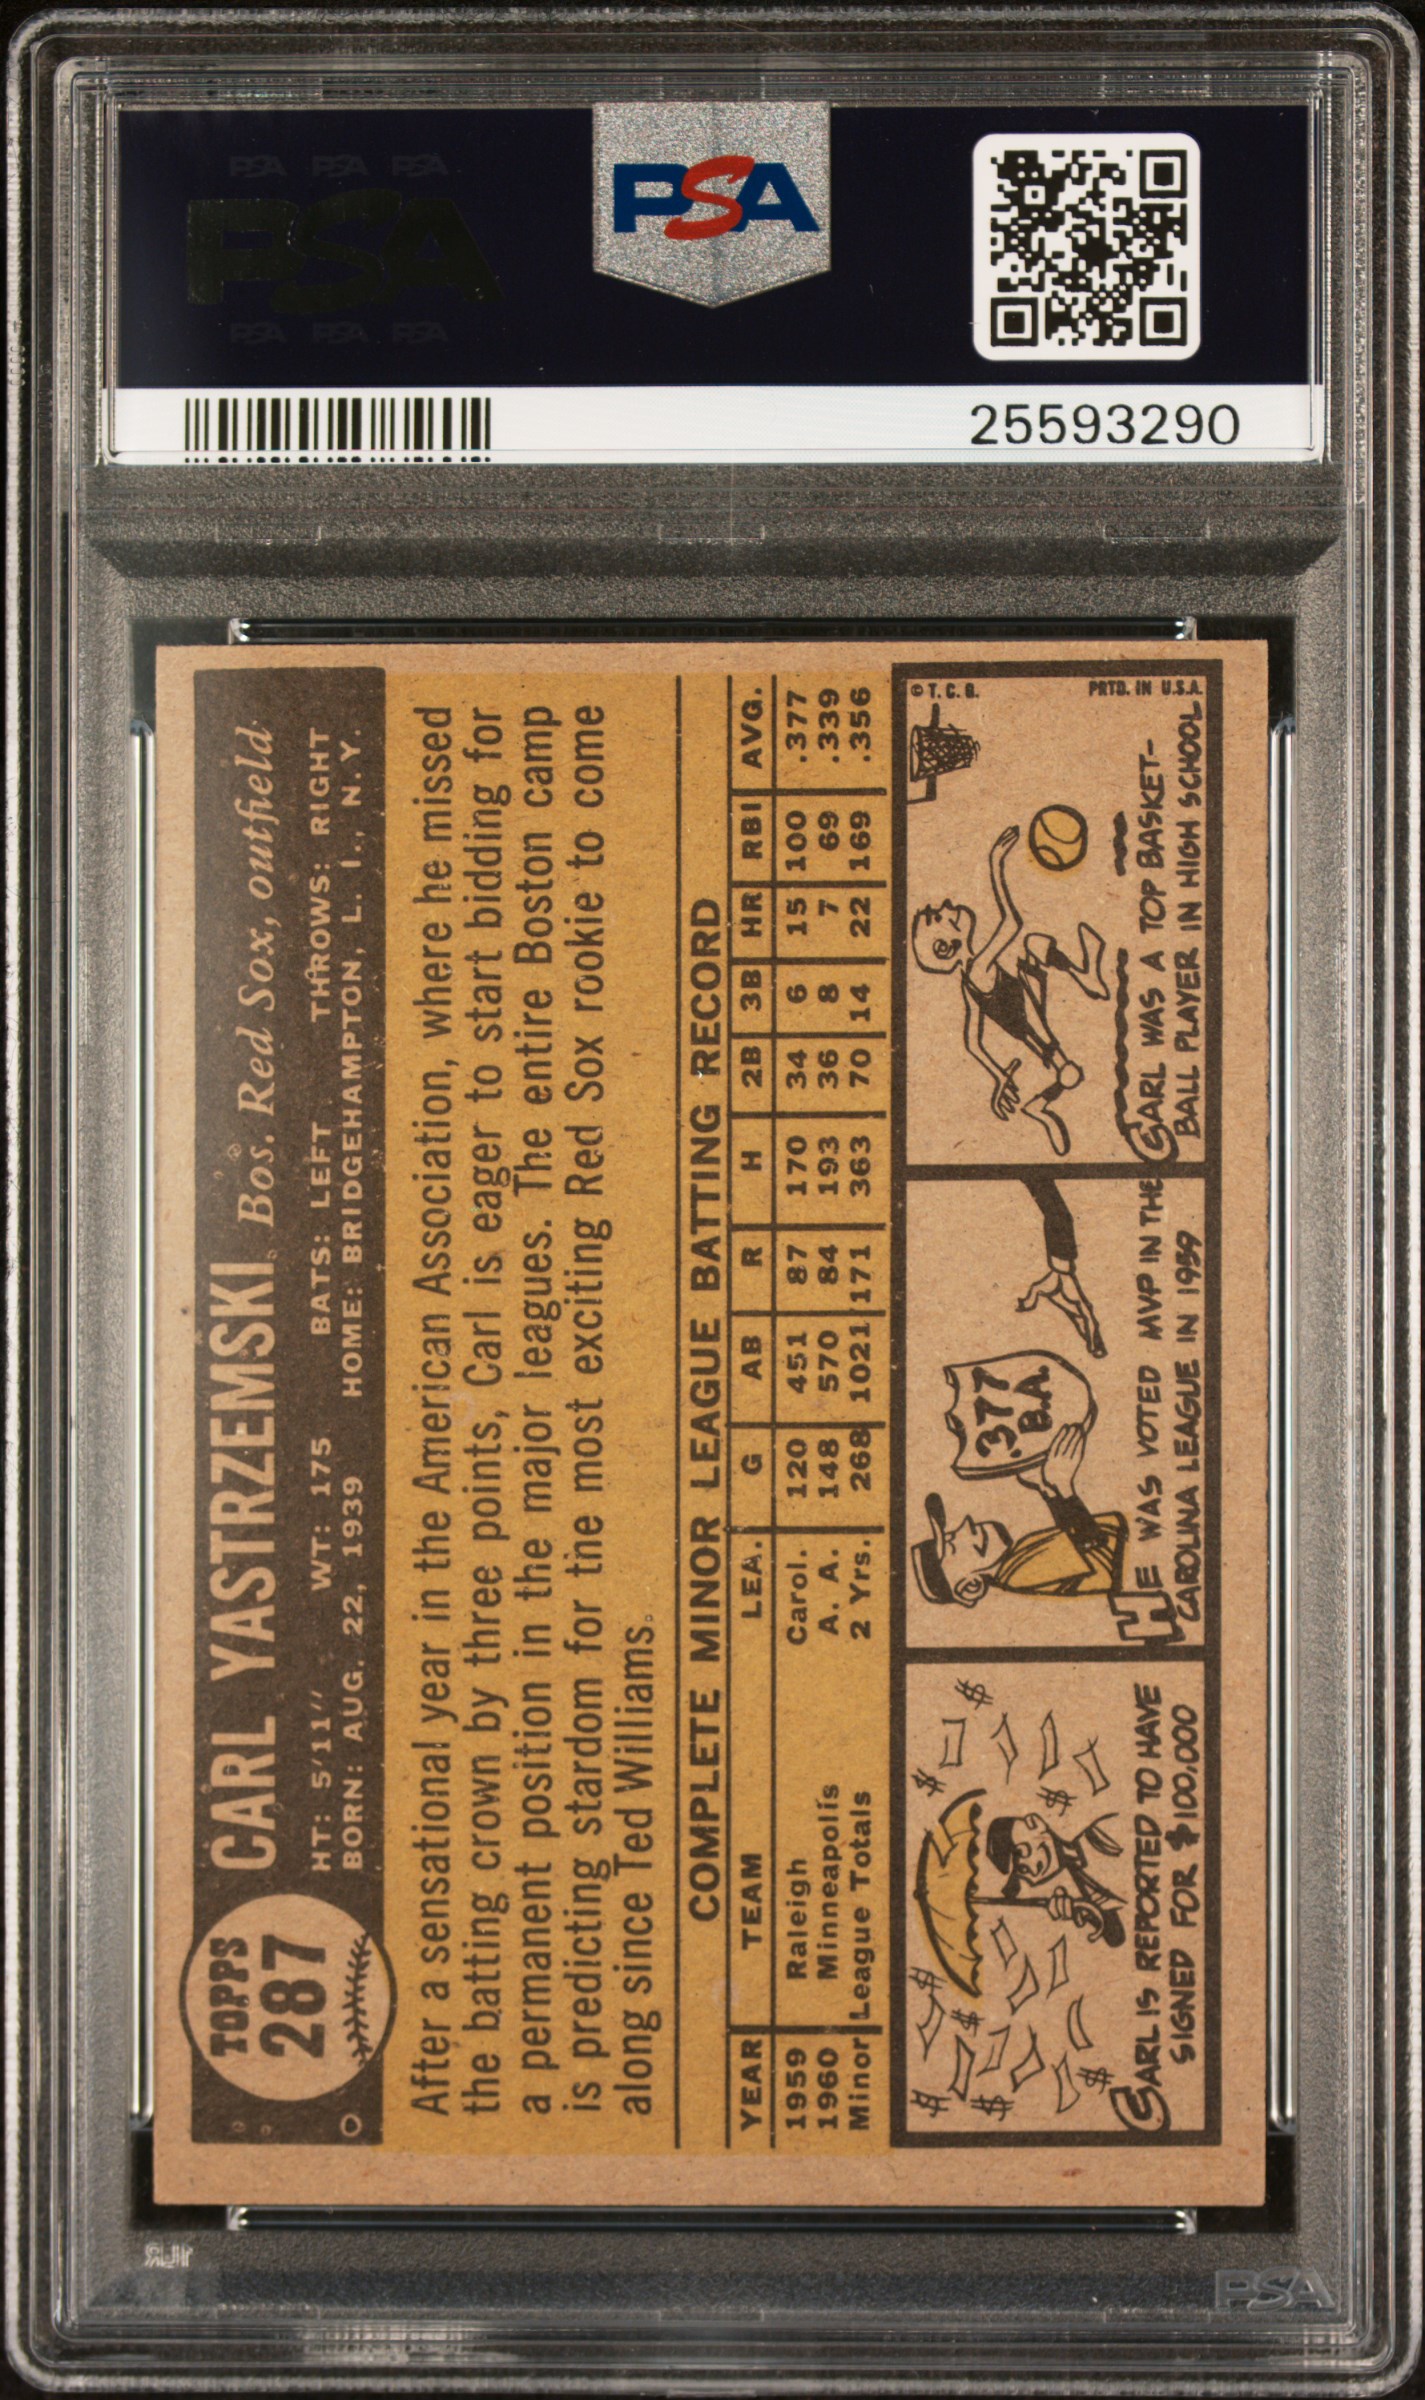 PSA PSA PSA
PSA
PSA PSA PSA
PSA
25593290
TOPPS
287
CARL YASTRZEMSKI Bos. Red Sox, outfield
HT: 5'11" WT: 175 BATS: LEFT THROWS: RIGHT
BORN: AUG. 22, 1939 HOME: BRIDGEHAMPTON, L. I., N. Y.
After a sensational year in the American Association, where he missed
the batting crown by three points, Carl is eager to start bidding for
a permanent position in the major leagues. The entire Boston camp
is predicting stardom for the most exciting Red Sox rookie to come
along since Ted Williams.
COMPLETE MINOR LEAGUE BATTING RECORD
YEAR TEAM LEA. G AB R H 2B 3B HR RBI AVG.
1959 Raleigh Carol. 120 451 87 170 34 6 15 100 .377
1960 Minneapolis A. A. 148 570 84 193 36 8 7 69 .339
Minor League Totals 2 Yrs. 268 1021 171 363 70 14 22 169 .356
$ $ $ $ $ $ $ $
CARL IS REPORTED TO HAVE
SIGNED FOR $100,000
.377
B.A.
HE WAS VOTED MVP IN THE
CAROLINA LEAGUE IN 1959
© T. C. G. PRTD. IN U.S.A.
CARL WAS A TOP BASKET-
BALL PLAYER IN HIGH SCHOOL
PSA